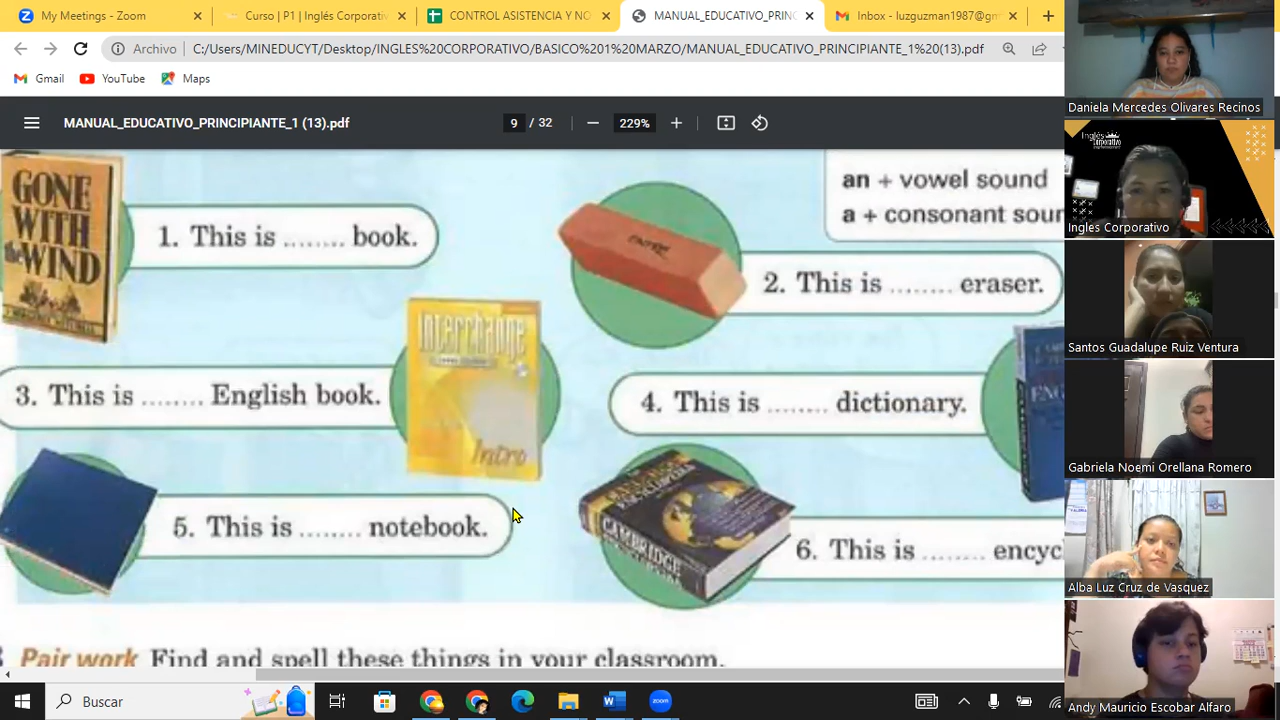 My Meetings - Zoom
Curso | P1 | Inglés Corporativ
CONTROL ASISTENCIA Y NO
MANUAL_EDUCATIVO_PRINC
Inbox - luzguzman1987@gm
Archivo
C:/Users/MINEDUCYT/Desktop/INGLES%20CORPORATIVO/BASICO%201%20MARZO/MANUAL_EDUCATIVO_PRINCIPIANTE_1%20(13).pdf
Gmail
YouTube
Maps
MANUAL_EDUCATIVO_PRINCIPIANTE_1 (13).pdf
9 / 32
229%
an + vowel sound
a + consonant soun
GONE
WITH
the WIND
1. This is ........ book.
2. This is ........ eraser.
Interchange
Intro
3. This is ........ English book.
4. This is ........ dictionary.
5. This is ........ notebook.
CAMBRIDGE
6. This is ........ encyc
Pair work Find and spell these things in your classroom.
Daniela Mercedes Olivares Recinos
Inglés
Corporativo
Ingles Corporativo
Santos Guadalupe Ruiz Ventura
Gabriela Noemi Orellana Romero
Alba Luz Cruz de Vasquez
Andy Mauricio Escobar Alfaro
Buscar
zoom